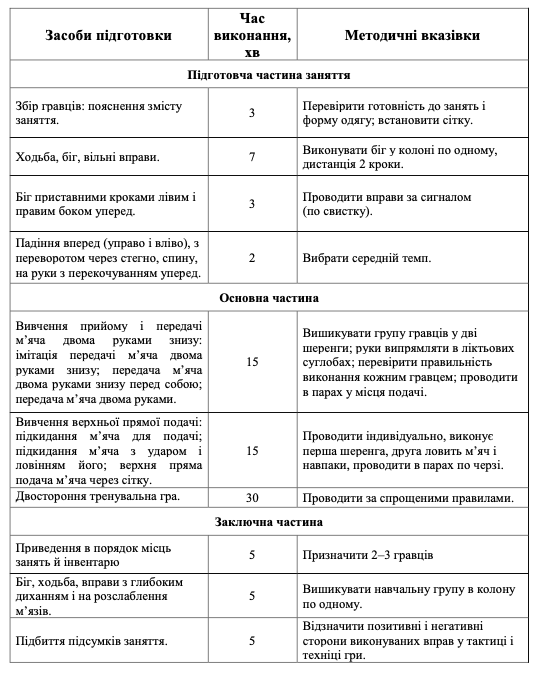 Засоби підготовки
Час
виконання,
хв
Методичні вказівки
Підготовча частина заняття
Збір гравців: пояснення змісту
заняття.
3
Перевірити готовність до занять і
форму одягу; встановити сітку.
Ходьба, біг, вільні вправи.
7
Виконувати біг у колоні по одному,
дистанція 2 кроки.
Біг приставними кроками лівим і
правим боком уперед.
3
Проводити вправи за сигналом
(по свистку).
Падіння вперед (управо і вліво), з
переворотом через стегно, спину,
на руки з перекочуванням уперед.
2
Вибрати середній темп.
Основна частина
Вивчення прийому і передачі
м’яча двома руками знизу:
імітація передачі м’яча двома
руками знизу; передача м’яча
двома руками знизу перед собою;
передача м’яча двома руками.
15
Вишикувати групу гравців у дві
шеренги; руки випрямляти в ліктьових
суглобах; перевірити правильність
виконання кожним гравцем; проводити
в парах у місця подачі.
Вивчення верхньої прямої подачі:
підкидання м’яча для подачі;
підкидання м’яча з ударом і
ловінням його; верхня пряма
подача м’яча через сітку.
15
Проводити індивідуально, виконує
перша шеренга, друга ловить м’яч і
навпаки, проводити в парах по черзі.
Двостороння тренувальна гра.
30
Проводити за спрощеними правилами.
Заключна частина
Приведення в порядок місць
занять й інвентарю
5
Призначити 2–3 гравців
Біг, ходьба, вправи з глибоким
диханням і на розслаблення
м’язів.
5
Вишикувати навчальну групу в колону
по одному.
Підбиття підсумків заняття.
5
Відзначити позитивні і негативні
сторони виконуваних вправ у тактиці і
техніці гри.